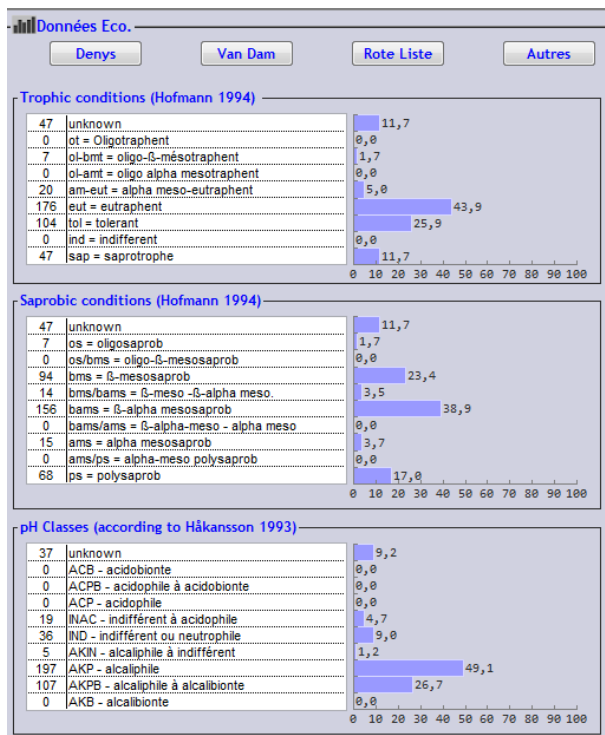 Données Eco.
Denys Van Dam Rote Liste Autres
Trophic conditions (Hofmann 1994)
47 unknown 11,7
0 ot = Oligotraphent 0,0
7 ol-bmt = oligo-ß-mésotraphent 1,7
0 ol-amt = oligo alpha mesotraphent 0,0
20 am-eut = alpha meso-eutraphent 5,0
176 eut = eutraphent 43,9
104 tol = tolerant 25,9
0 ind = indifferent 0,0
47 sap = saprotrophe 11,7
0 10 20 30 40 50 60 70 80 90 100
Saprobic conditions (Hofmann 1994)
47 unknown 11,7
7 os = oligosaprob 1,7
0 os/bms = oligo-ß-mesosaprob 0,0
94 bms = ß-mesosaprob 23,4
14 bms/bams = ß-meso -ß-alpha meso. 3,5
156 bams = ß-alpha mesosaprob 38,9
0 bams/ams = ß-alpha-meso - alpha meso 0,0
15 ams = alpha mesosaprob 3,7
0 ams/ps = alpha-meso polysaprob 0,0
68 ps = polysaprob 17,0
0 10 20 30 40 50 60 70 80 90 100
pH Classes (according to Håkansson 1993)
37 unknown 9,2
0 ACB - acidobionte 0,0
0 ACPB - acidophile à acidobionte 0,0
0 ACP - acidophile 0,0
19 INAC - indifférent à acidophile 4,7
36 IND - indifférent ou neutrophile 9,0
5 AKIN - alcaliphile à indifférent 1,2
197 AKP - alcaliphile 49,1
107 AKPB - alcaliphile à alcalibionte 26,7
0 AKB - alcalibionte 0,0
0 10 20 30 40 50 60 70 80 90 100